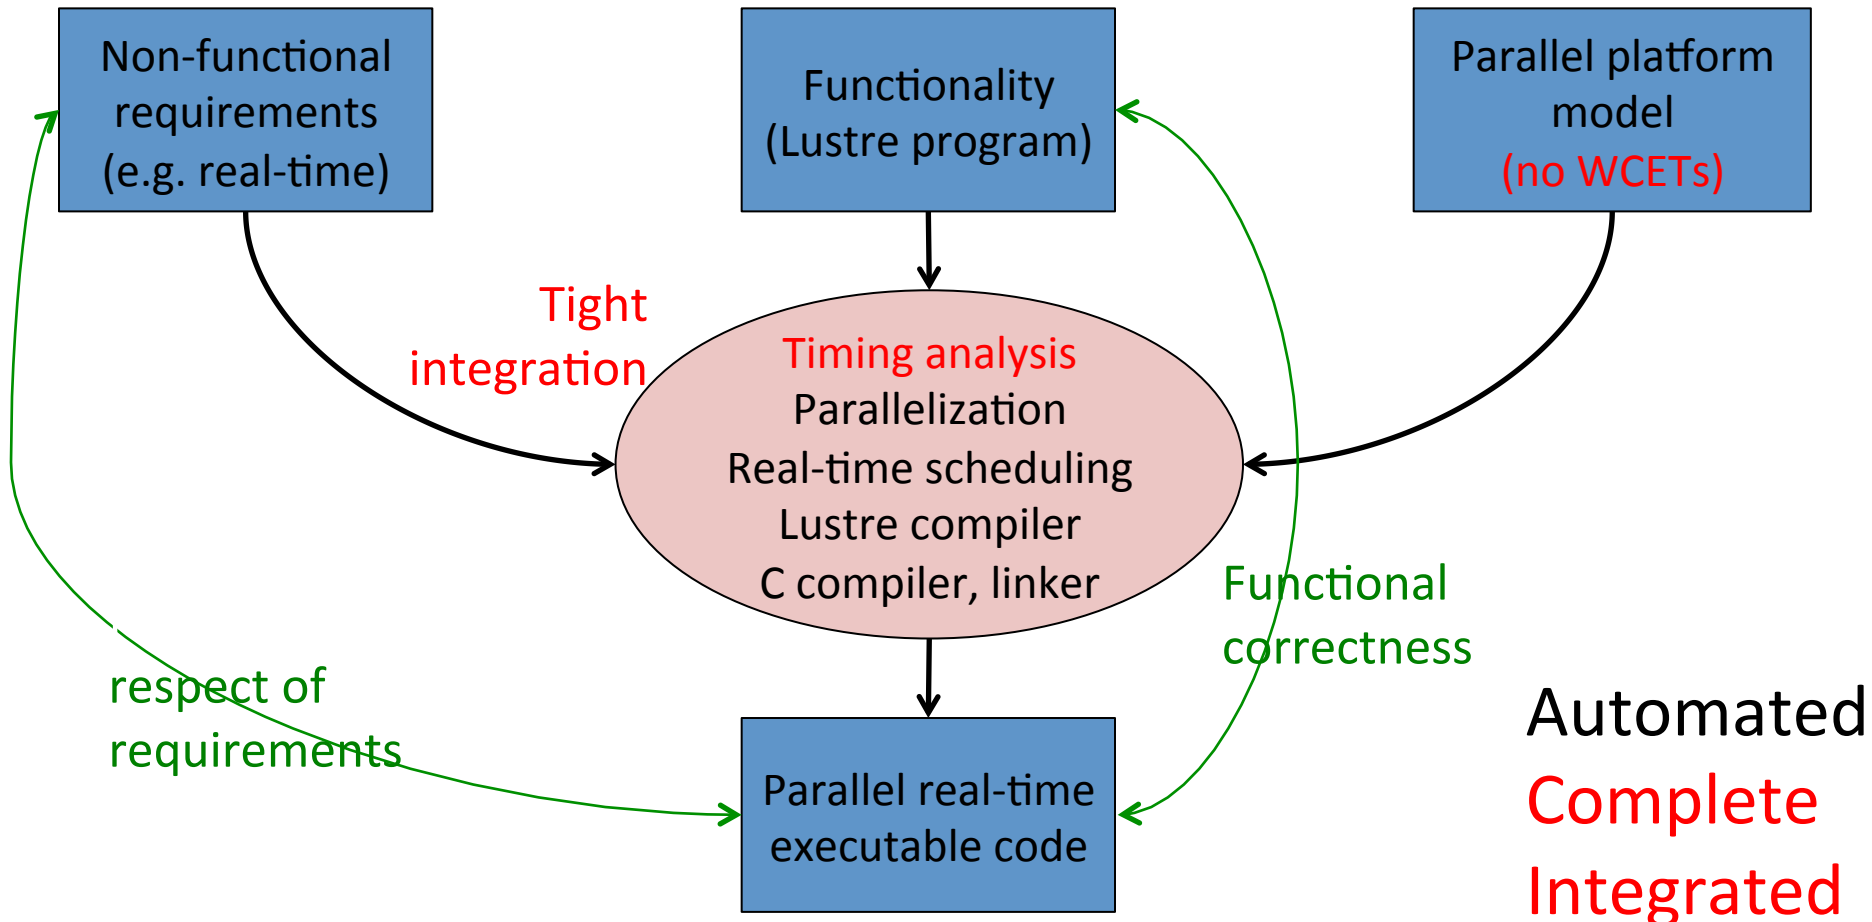 Non-functional
requirements
(e.g. real-time)
Functionality
(Lustre program)
Parallel platform
model
(no WCETs)
Tight
integration
Timing analysis
Parallelization
Real-time scheduling
Lustre compiler
C compiler, linker
Functional
correctness
respect of
requirements
Parallel real-time
executable code
Automated
Complete
Integrated